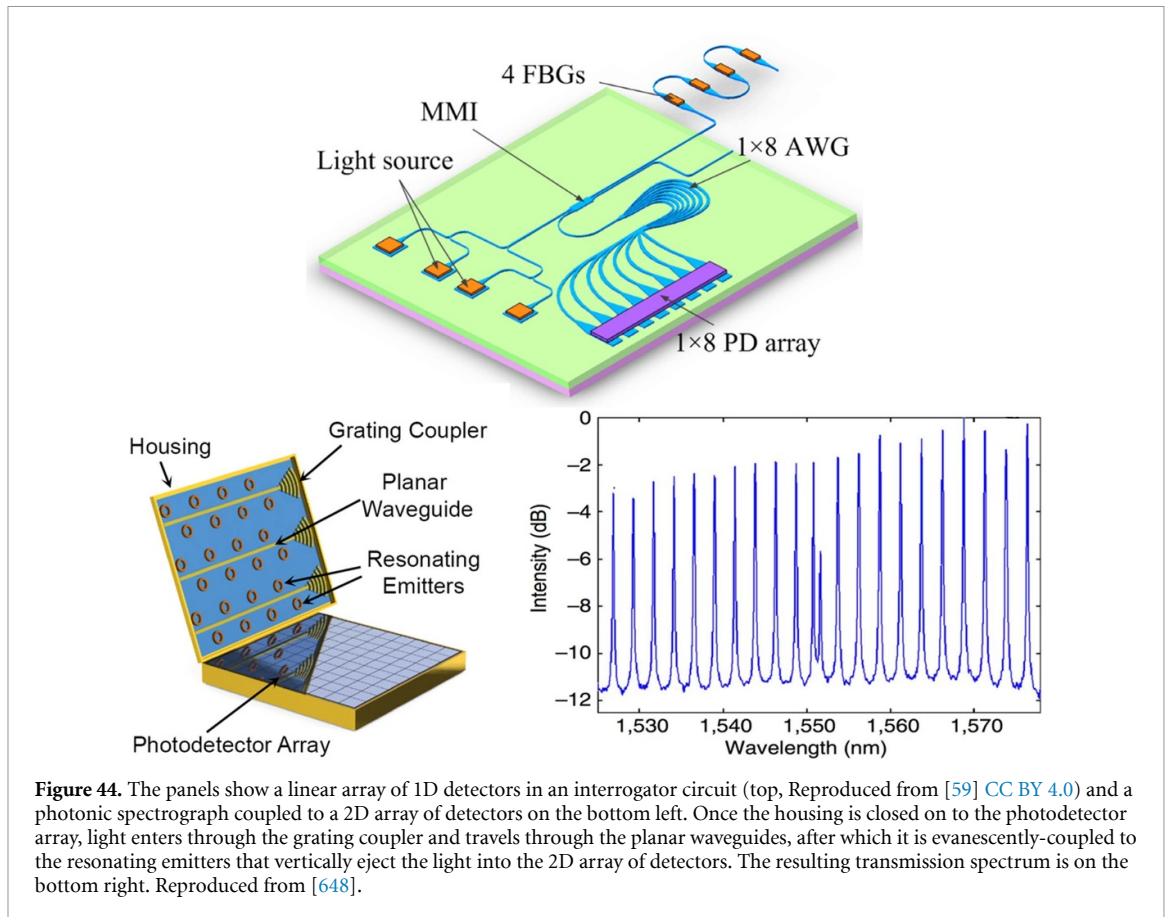 4 FBGs
MMI
1×8 AWG
Light source
1×8 PD array
Housing
Grating Coupler
Planar
Waveguide
Resonating
Emitters
Photodetector Array
0
−2
−4
−6
−8
−10
−12
Intensity (dB)
1,530 1,540 1,550 1,560 1,570
Wavelength (nm)
Figure 44. The panels show a linear array of 1D detectors in an interrogator circuit (top, Reproduced from [59] CC BY 4.0) and a
photonic spectrograph coupled to a 2D array of detectors on the bottom left. Once the housing is closed on to the photodetector
array, light enters through the grating coupler and travels through the planar waveguides, after which it is evanescently-coupled to
the resonating emitters that vertically eject the light into the 2D array of detectors. The resulting transmission spectrum is on the
bottom right. Reproduced from [648].